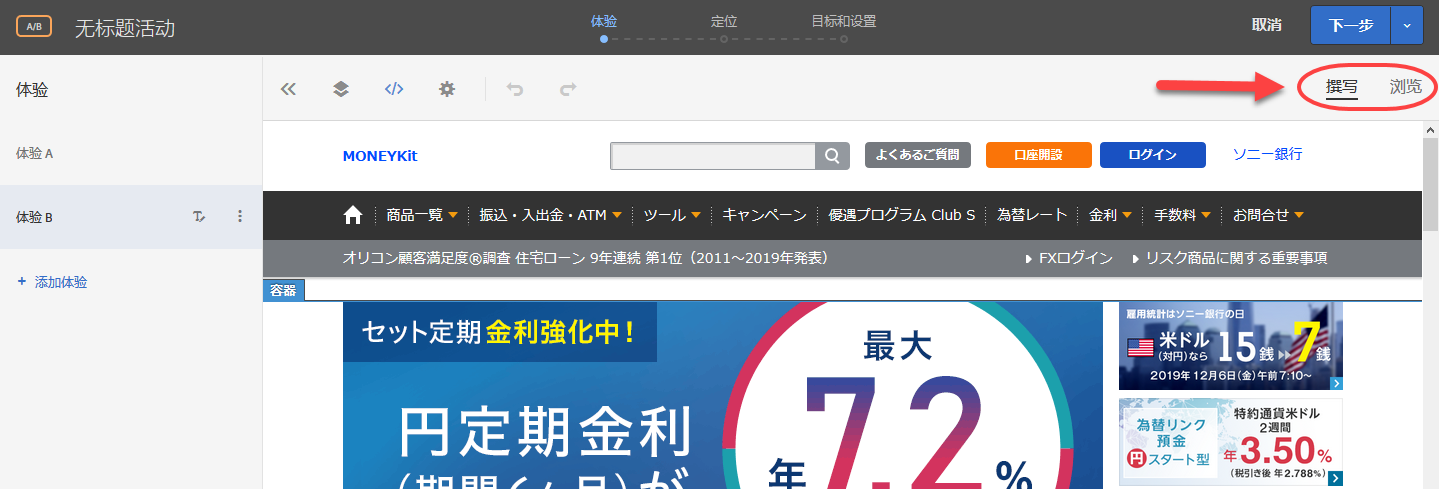 A/B 无标题活动 体验 定位 目标和设置 取消 下一步
体验
撰写 浏览
体验 A
体验 B
+ 添加体验
MONEYKit よくあるご質問 口座開設 ログイン ソニー銀行
商品一覧 振込・入出金・ATM ツール キャンペーン 優遇プログラム Club S 為替レート 金利 手数料 お問合せ
オリコン顧客満足度®調査 住宅ローン 9年連続 第1位（2011～2019年発表） FXログイン リスク商品に関する重要事項
容器
セット定期 金利強化中！
円定期金利
最大
7.2
年 %
雇用統計はソニー銀行の日
米ドル
(対円)なら 15銭 7銭
2019年12月6日(金)午前7:10～
為替リンク
預金
円 スタート型
特約通貨米ドル
2週間
年3.50%
(税引き後 年2.788%)